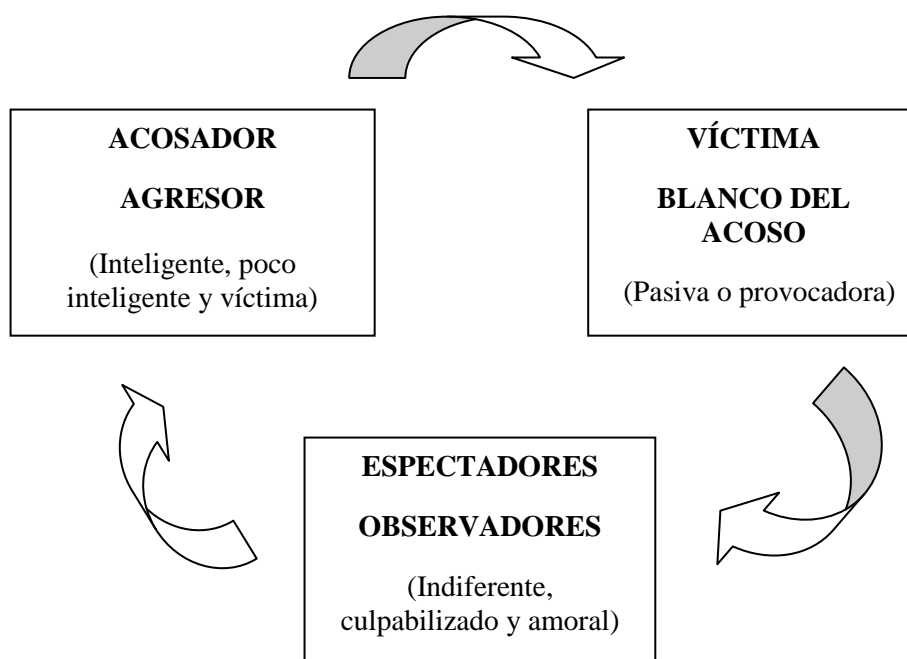 ACOSADOR
AGRESOR
(Inteligente, poco
inteligente y víctima)
VÍCTIMA
BLANCO DEL
ACOSO
(Pasiva o provocadora)
ESPECTADORES
OBSERVADORES
(Indiferente,
culpabilizado y amoral)